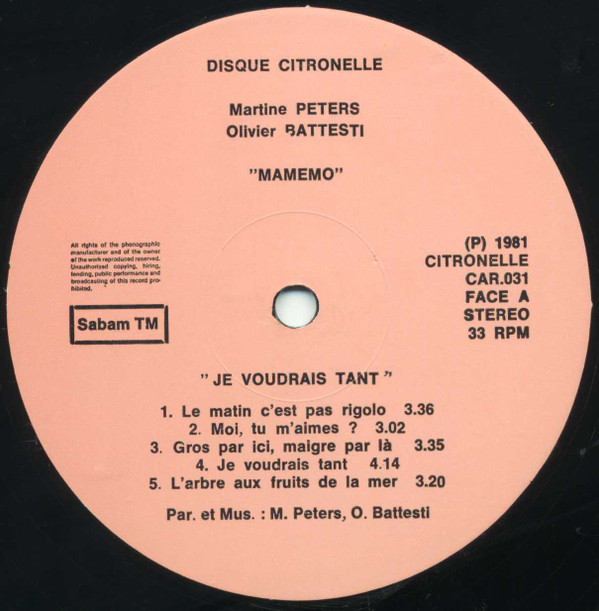 DISQUE CITRONELLE
Martine PETERS
Olivier BATTESTI
"MAMEMO"
All rights of the phonographic
manufacturer and of the owner
of the work reproduced reserved.
Unauthorised copying, hiring,
lending, public performance and
broadcasting of this record pro-
hibited.
Sabam TM
(P) 1981
CITRONELLE
CAR.031
FACE A
STEREO
33 RPM
"JE VOUDRAIS TANT"
1. Le matin c'est pas rigolo 3.36
2. Moi, tu m'aimes ? 3.02
3. Gros par ici, maigre par là 3.35
4. Je voudrais tant 4.14
5. L'arbre aux fruits de la mer 3.20
Par. et Mus. : M. Peters, O. Battesti